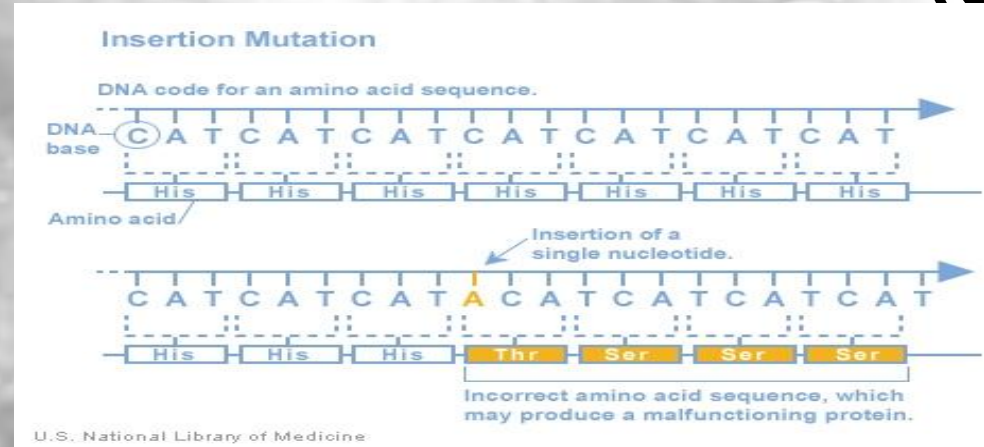 Insertion Mutation
DNA code for an amino acid sequence.
DNA base
C A T C A T C A T C A T C A T C A T C A T
His His His His His His His
Amino acid
Insertion of a
single nucleotide.
C A T C A T C A T A C A T C A T C A T C A T
His His His Thr Ser Ser Ser
Incorrect amino acid sequence, which
may produce a malfunctioning protein.
U.S. National Library of Medicine